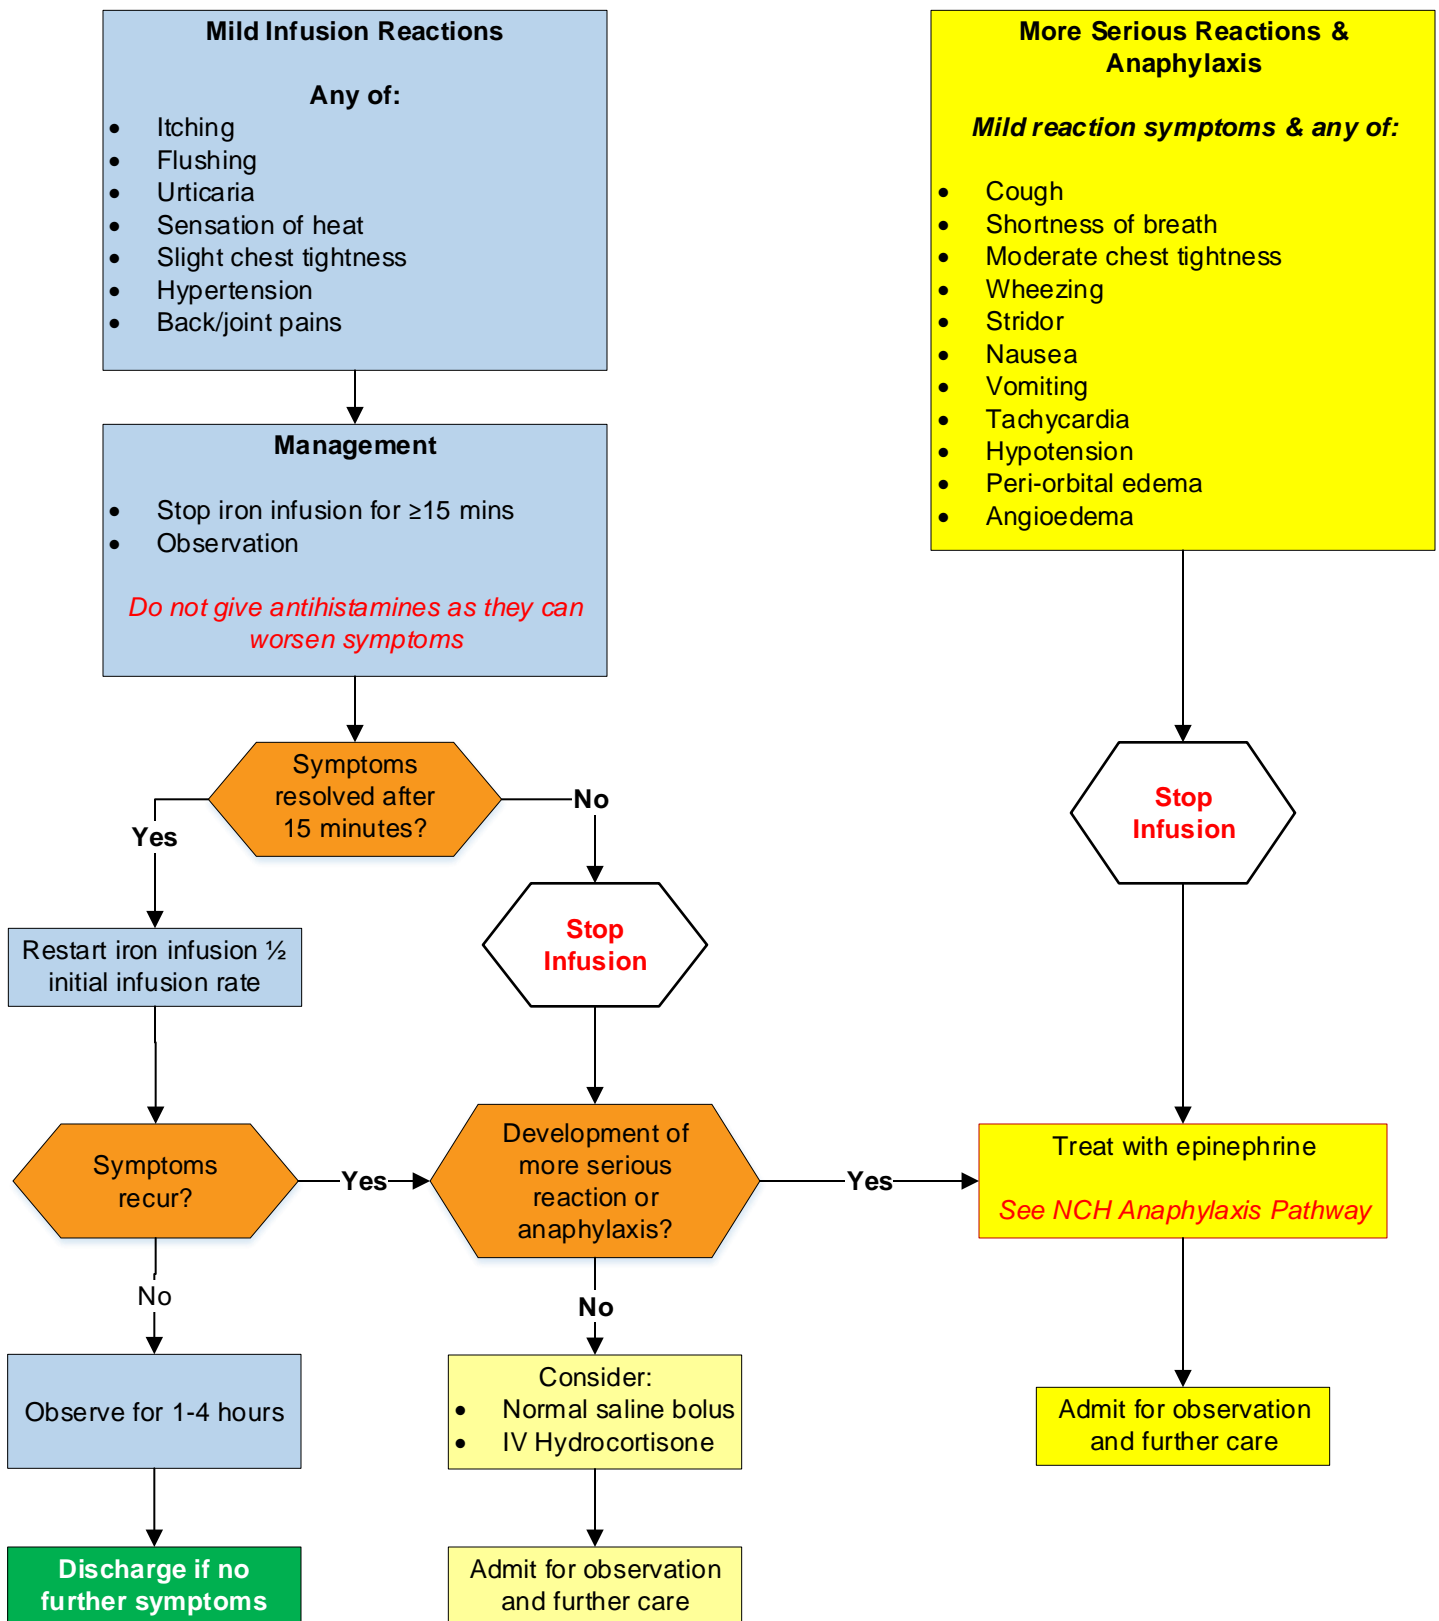 Mild Infusion Reactions
Any of:
• Itching
• Flushing
• Urticaria
• Sensation of heat
• Slight chest tightness
• Hypertension
• Back/joint pains
Management
• Stop iron infusion for ≥15 mins
• Observation
Do not give antihistamines as they can
worsen symptoms
Symptoms
resolved after
15 minutes?
Yes
No
Restart iron infusion ½
initial infusion rate
Stop
Infusion
Symptoms
recur?
Yes
No
Development of
more serious
reaction or
anaphylaxis?
Yes
No
Observe for 1-4 hours
Discharge if no
further symptoms
Consider:
• Normal saline bolus
• IV Hydrocortisone
Admit for observation
and further care
More Serious Reactions &
Anaphylaxis
Mild reaction symptoms & any of:
• Cough
• Shortness of breath
• Moderate chest tightness
• Wheezing
• Stridor
• Nausea
• Vomiting
• Tachycardia
• Hypotension
• Peri-orbital edema
• Angioedema
Stop
Infusion
Treat with epinephrine
See NCH Anaphylaxis Pathway
Admit for observation
and further care